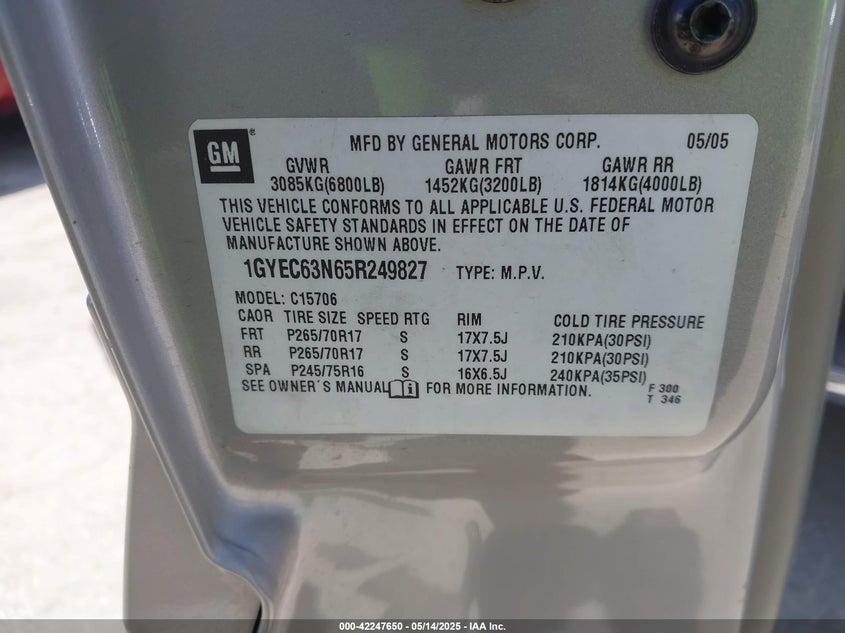 GM ® MFD BY GENERAL MOTORS CORP. 05/05
GVWR GAWR FRT GAWR RR
3085KG(6800LB) 1452KG(3200LB) 1814KG(4000LB)
THIS VEHICLE CONFORMS TO ALL APPLICABLE U.S. FEDERAL MOTOR
VEHICLE SAFETY STANDARDS IN EFFECT ON THE DATE OF
MANUFACTURE SHOWN ABOVE.
1GYEC63N65R249827 TYPE: M.P.V.
MODEL: C15706
CAOR TIRE SIZE SPEED RTG RIM COLD TIRE PRESSURE
FRT P265/70R17 S 17X7.5J 210KPA(30PSI)
RR P265/70R17 S 17X7.5J 210KPA(30PSI)
SPA P245/75R16 S 16X6.5J 240KPA(35PSI)
SEE OWNER'S MANUAL i FOR MORE INFORMATION. F 300
T 346
000-42247650 — 05/14/2025 - IAA Inc.